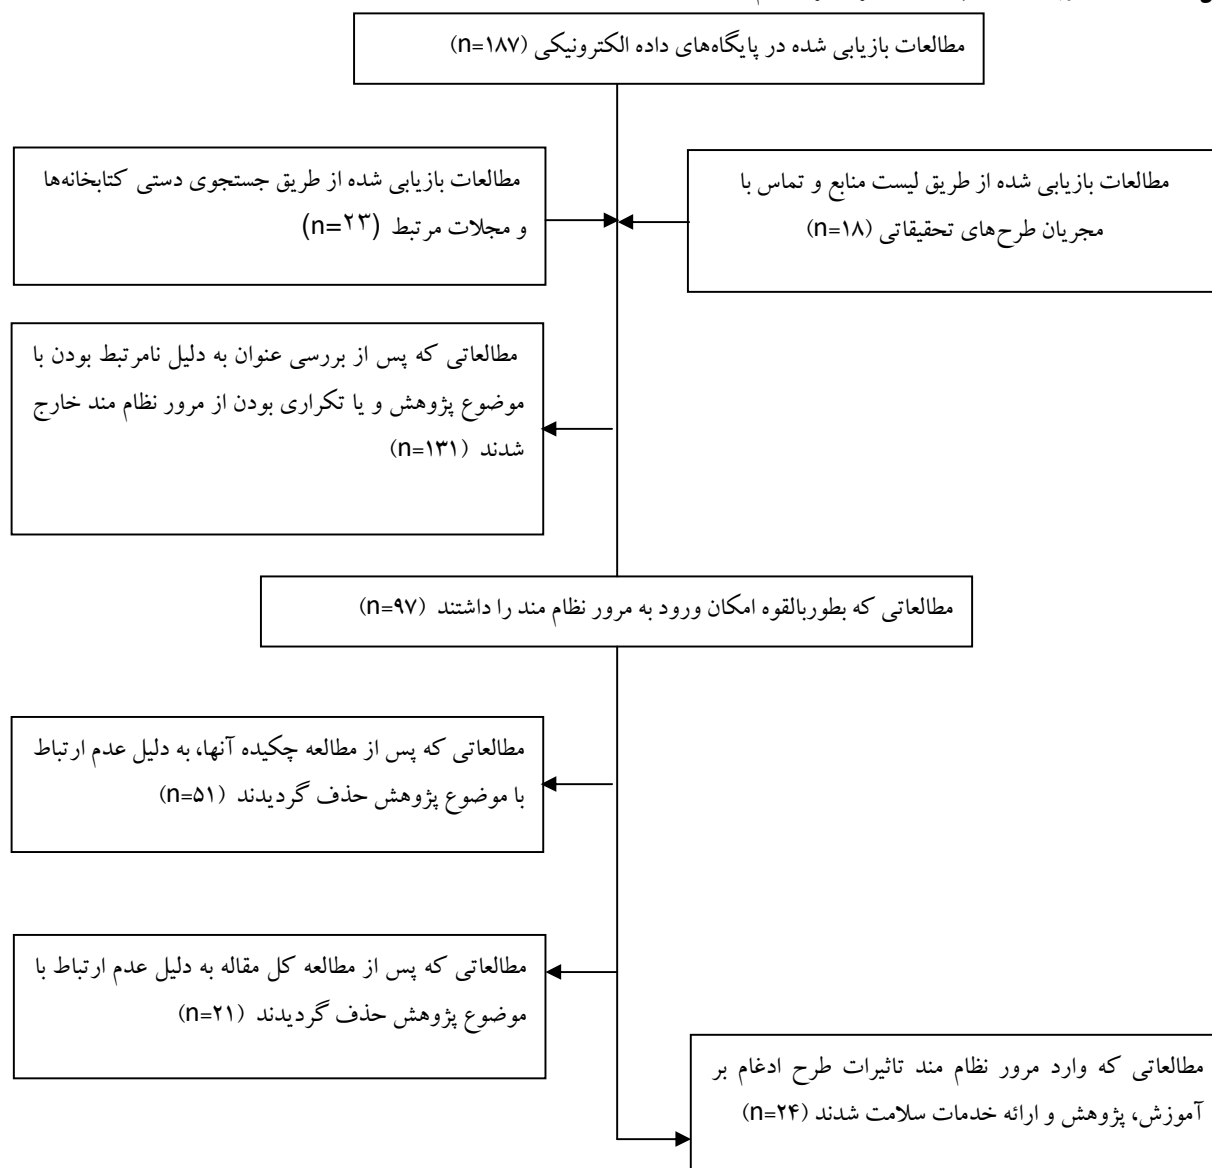 مطالعات بازیابی شده در پایگاه‌های داده الکترونیکی (n=۱۸۷)
مطالعات بازیابی شده از طریق لیست منابع و تماس با
مجریان طرح‌های تحقیقاتی (n=۱۸)
مطالعات بازیابی شده از طریق جستجوی دستی کتابخانه‌ها
و مجلات مرتبط (n=۲۳)
مطالعاتی که پس از بررسی عنوان به دلیل نامرتبط بودن با
موضوع پژوهش و یا تکراری بودن از مرور نظام مند خارج
شدند (n=۱۳۱)
مطالعاتی که بطوربالقوه امکان ورود به مرور نظام مند را داشتند (n=۹۷)
مطالعاتی که پس از مطالعه چکیده آنها، به دلیل عدم ارتباط
با موضوع پژوهش حذف گردیدند (n=۵۱)
مطالعاتی که پس از مطالعه کل مقاله به دلیل عدم ارتباط با
موضوع پژوهش حذف گردیدند (n=۲۱)
مطالعاتی که وارد مرور نظام مند تاثیرات طرح ادغام بر
آموزش، پژوهش و ارائه خدمات سلامت شدند (n=۲۴)